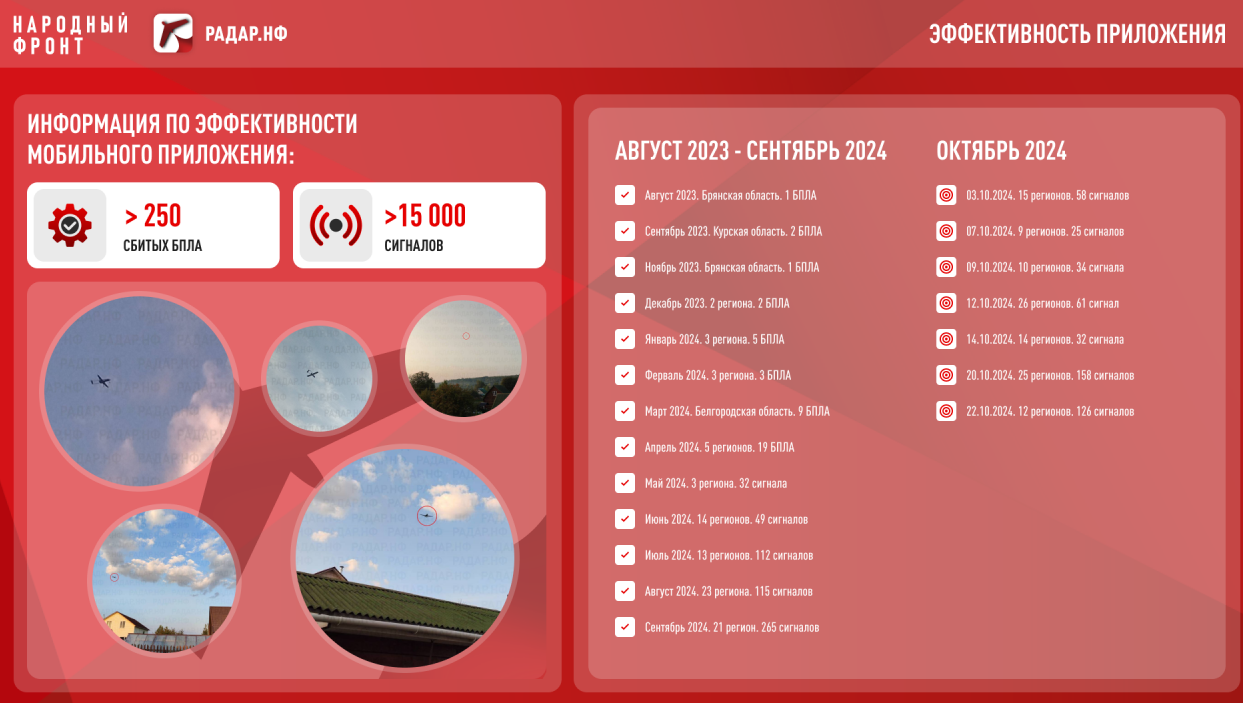 НАРОДНЫЙ
ФРОНТ
РАДАР.НФ
ЭФФЕКТИВНОСТЬ ПРИЛОЖЕНИЯ
ИНФОРМАЦИЯ ПО ЭФФЕКТИВНОСТИ
МОБИЛЬНОГО ПРИЛОЖЕНИЯ:
> 250
СБИТЫХ БПЛА
>15 000
СИГНАЛОВ
АВГУСТ 2023 - СЕНТЯБРЬ 2024
Август 2023. Брянская область. 1 БПЛА
Сентябрь 2023. Курская область. 2 БПЛА
Ноябрь 2023. Брянская область. 1 БПЛА
Декабрь 2023. 2 региона. 2 БПЛА
Январь 2024. 3 региона. 5 БПЛА
Ферваль 2024. 3 региона. 3 БПЛА
Март 2024. Белгородская область. 9 БПЛА
Апрель 2024. 5 регионов. 19 БПЛА
Май 2024. 3 региона. 32 сигнала
Июнь 2024. 14 регионов. 49 сигналов
Июль 2024. 13 регионов. 112 сигналов
Август 2024. 23 региона. 115 сигналов
Сентябрь 2024. 21 регион. 265 сигналов
ОКТЯБРЬ 2024
03.10.2024. 15 регионов. 58 сигналов
07.10.2024. 9 регионов. 25 сигналов
09.10.2024. 10 регионов. 34 сигнала
12.10.2024. 26 регионов. 61 сигнал
14.10.2024. 14 регионов. 32 сигнала
20.10.2024. 25 регионов. 158 сигналов
22.10.2024. 12 регионов. 126 сигналов